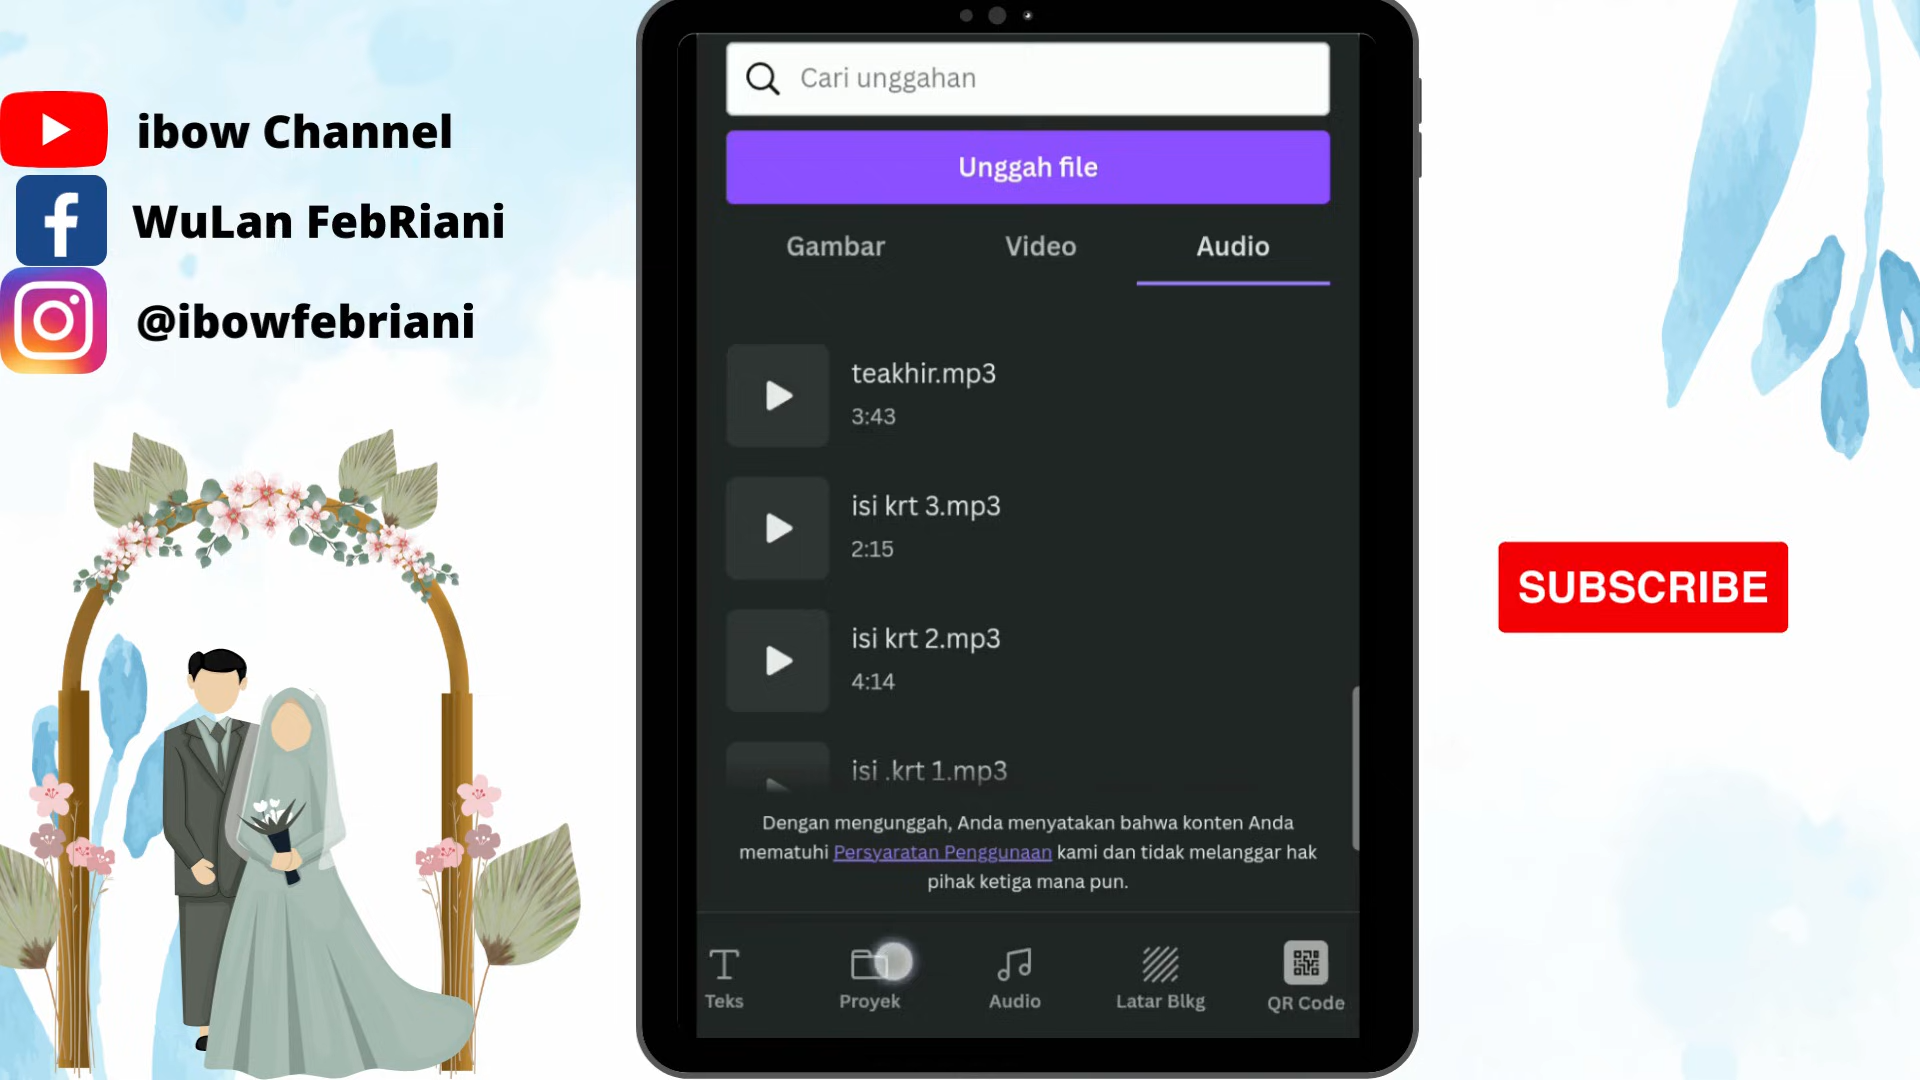 ibow Channel
WuLan FebRiani
@ibowfebriani
Cari unggahan
Unggah file
Gambar
Video
Audio
teakhir.mp3
3:43
isi krt 3.mp3
2:15
isi krt 2.mp3
4:14
isi .krt 1.mp3
Dengan mengunggah, Anda menyatakan bahwa konten Anda
mematuhi Persyaratan Penggunaan kami dan tidak melanggar hak
pihak ketiga mana pun.
Teks
Proyek
Audio
Latar Blkg
QR Code
SUBSCRIBE